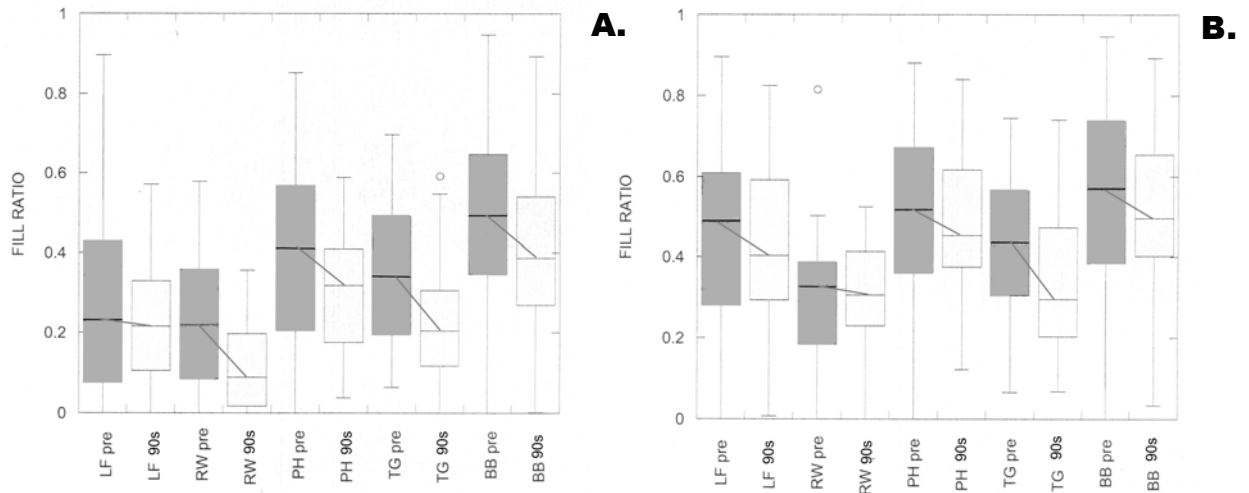 A.
FILL RATIO
1
0.8
0.6
0.4
0.2
0
LF pre
LF 90s
RW pre
RW 90s
PH pre
PH 90s
TG pre
TG 90s
BB pre
BB 90s
B.
FILL RATIO
1
0.8
0.6
0.4
0.2
0
LF pre
LF 90s
RW pre
RW 90s
PH pre
PH 90s
TG pre
TG 90s
BB pre
BB 90s